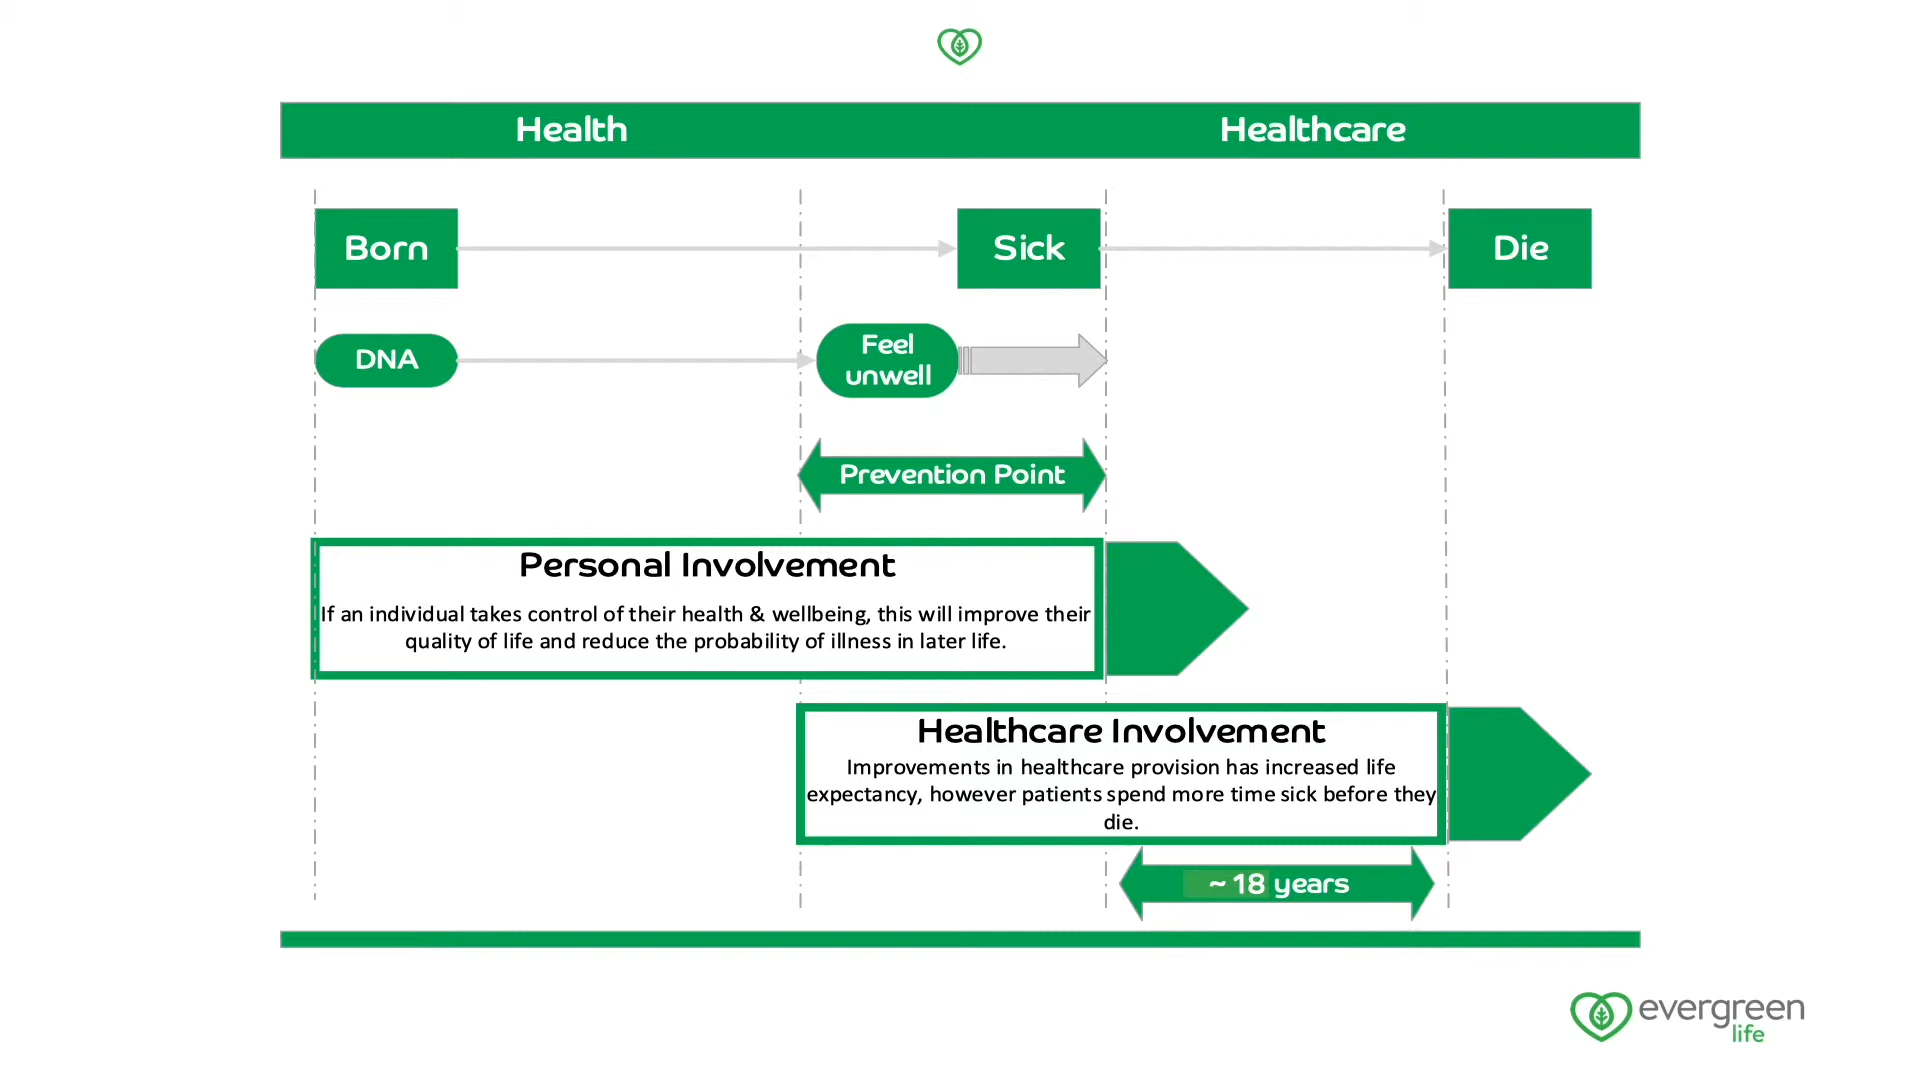 Health
Healthcare
Born
Sick
Die
DNA
Feel
unwell
Prevention Point
Personal Involvement
If an individual takes control of their health & wellbeing, this will improve their
quality of life and reduce the probability of illness in later life.
Healthcare Involvement
Improvements in healthcare provision has increased life
expectancy, however patients spend more time sick before they
die.
~ 18 years
evergreen
life